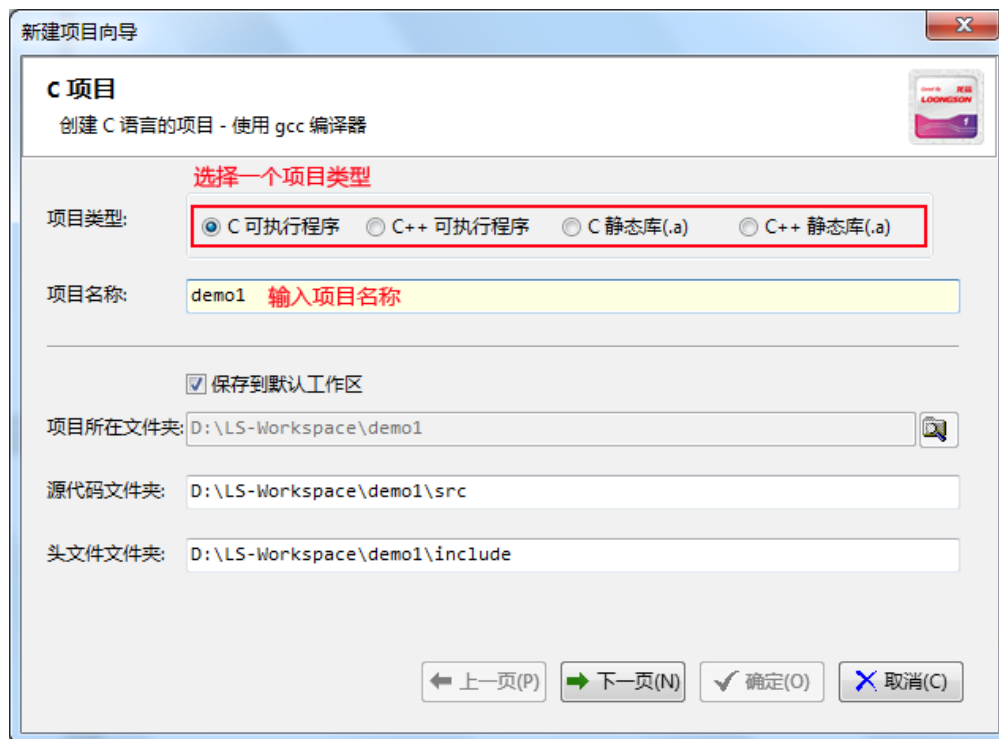 新建项目向导
C 项目
创建 C 语言的项目 - 使用 gcc 编译器
龙芯
LOONGSON
1
选择一个项目类型
项目类型: C 可执行程序 C++ 可执行程序 C 静态库(.a) C++ 静态库(.a)
项目名称: demo1 输入项目名称
保存到默认工作区
项目所在文件夹: D:\LS-Workspace\demo1
源代码文件夹: D:\LS-Workspace\demo1\src
头文件文件夹: D:\LS-Workspace\demo1\include
上一页(P) 下一页(N) 确定(O) 取消(C)